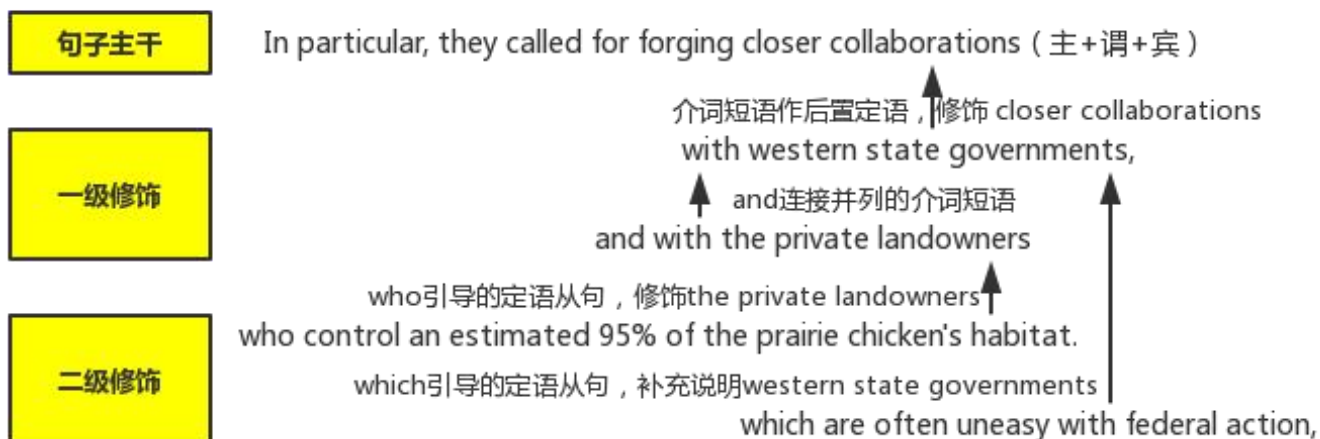 句子主干
In particular, they called for forging closer collaborations（主+谓+宾）
介词短语作后置定语，修饰 closer collaborations
with western state governments,
一级修饰
and连接并列的介词短语
and with the private landowners
who引导的定语从句，修饰the private landowners
who control an estimated 95% of the prairie chicken's habitat.
二级修饰
which引导的定语从句，补充说明western state governments
which are often uneasy with federal action,